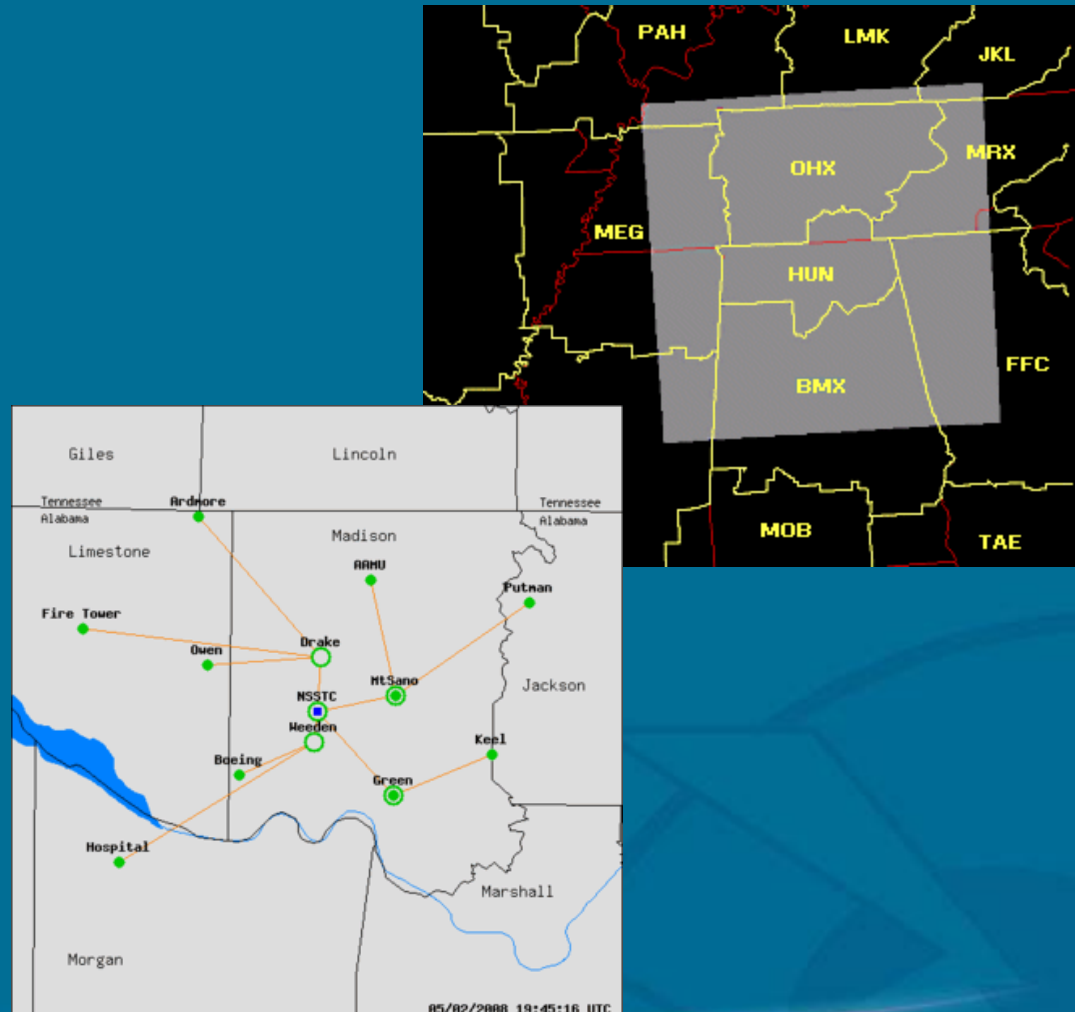 PAH
LMK
JKL
OHX
MRX
MEG
HUN
FFC
BMX
MOB
TAE
Giles
Lincoln
Ardmore
Tennessee
Tennessee
Alabama
Alabama
Madison
Limestone
AAMU
Putman
Fire Tower
Drake
Owen
MtSano
Jackson
NSSTC
Weeden
Keel
Boeing
Green
Hospital
Marshall
Morgan
05/02/2008 19:45:16 UTC